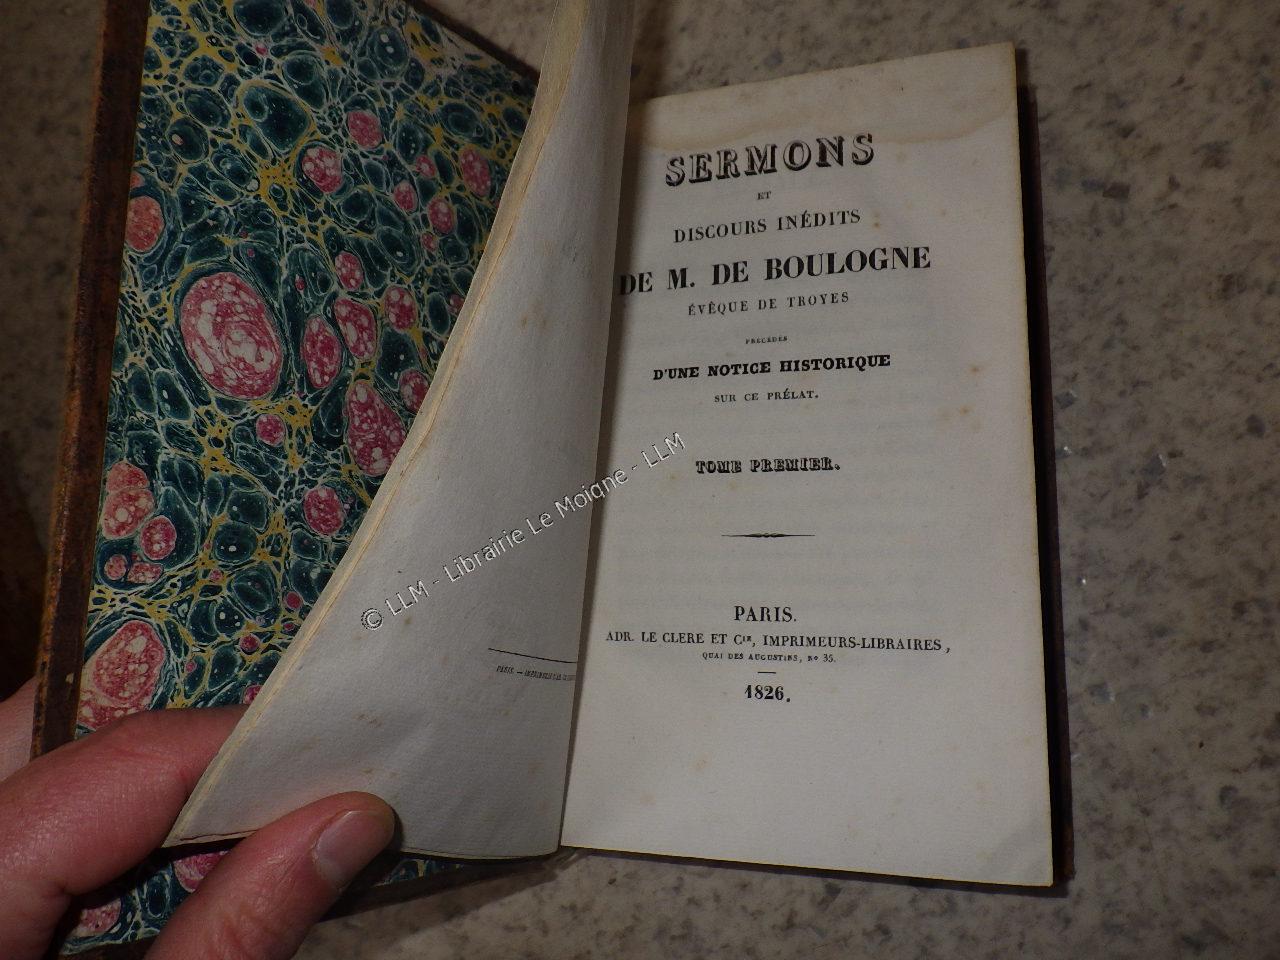 SERMONS
ET
DISCOURS INÉDITS
DE M. DE BOULOGNE
ÉVÊQUE DE TROYES
PRÉCÉDÉS
D'UNE NOTICE HISTORIQUE
SUR CE PRÉLAT.
TOME PREMIER.
PARIS.
ADR. LE CLERE ET Cie, IMPRIMEURS-LIBRAIRES,
QUAI DES AUGUSTINS, No 35.
1826.
PARIS. — IMPRIMERIE
© LLM - Librairie Le Moigne - LLM